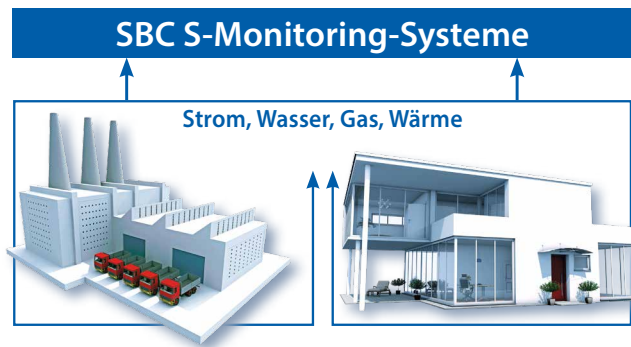 SBC S-Monitoring-Systeme
Strom, Wasser, Gas, Wärme